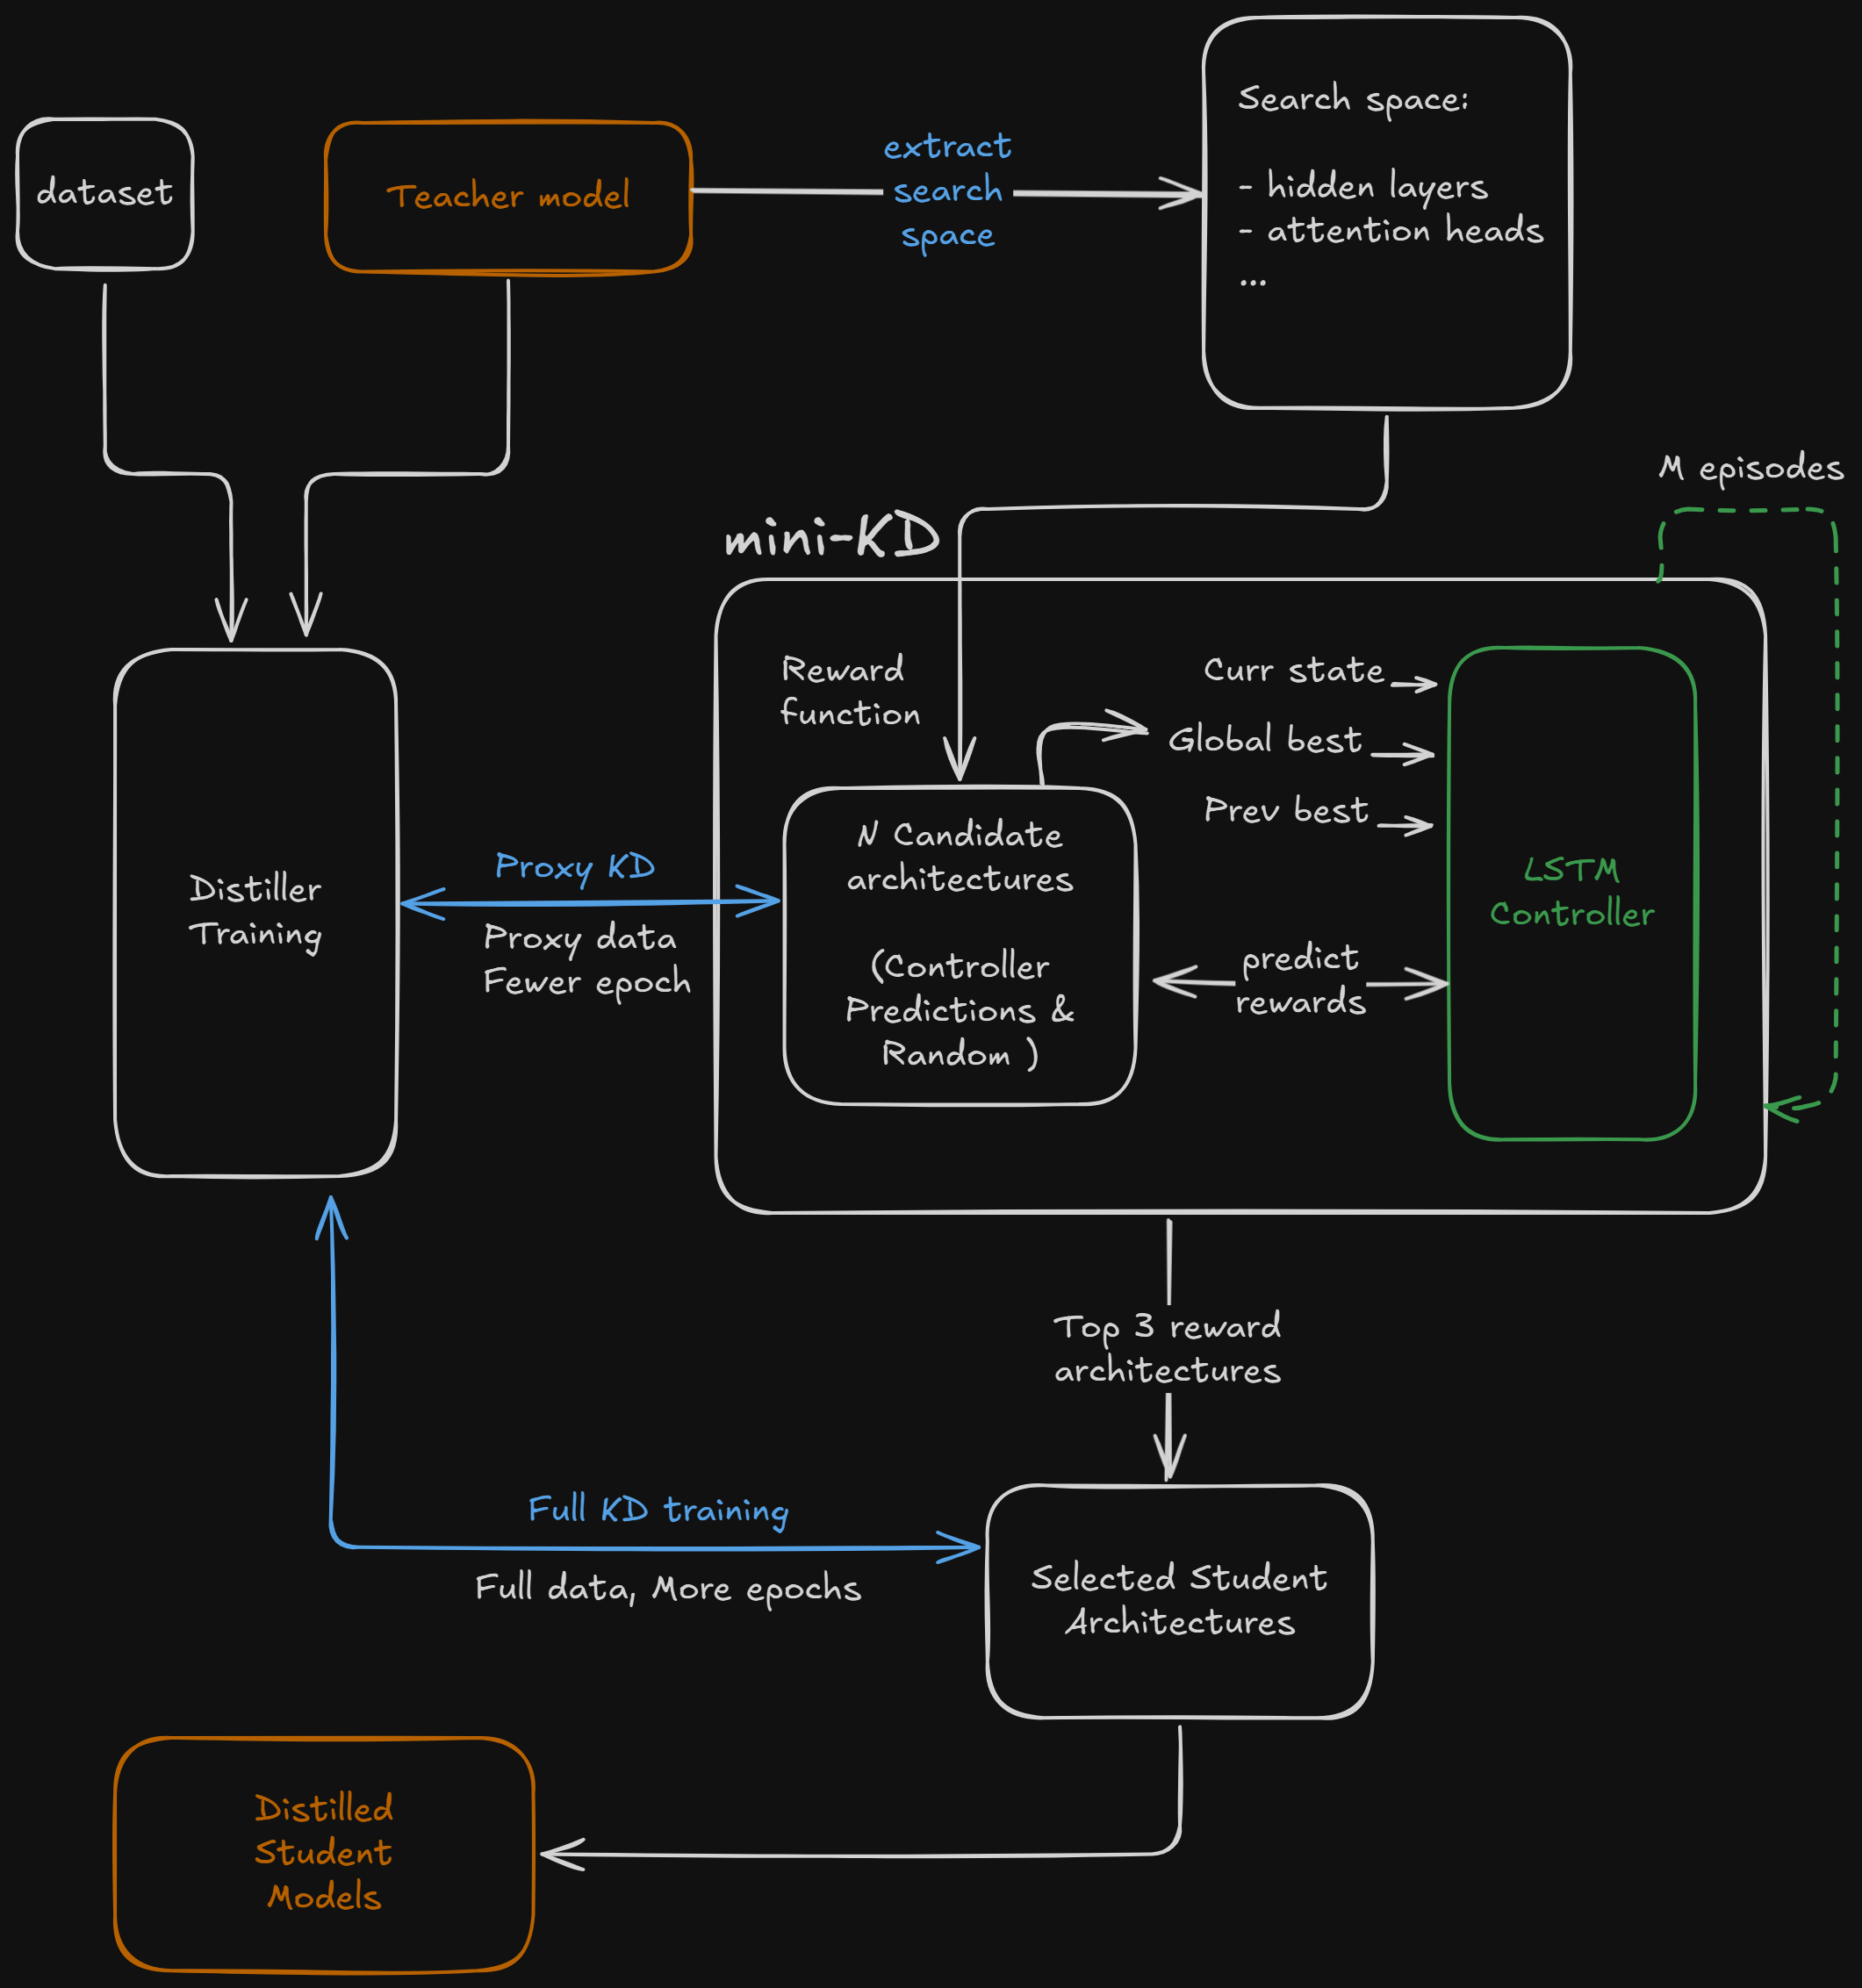 dataset
Teacher model
extract
search
space
Search space:
- hidden layers
- attention heads
...
M episodes
mini-KD
Reward
function
Curr state
Global best
Prev best
LSTM
Controller
N Candidate
architectures
(Controller
Predictions &
Random )
predict
rewards
Distiller
Training
Proxy KD
Proxy data
Fewer epoch
Top 3 reward
architectures
Full KD training
Full data, More epochs
Selected Student
Architectures
Distilled
Student
Models